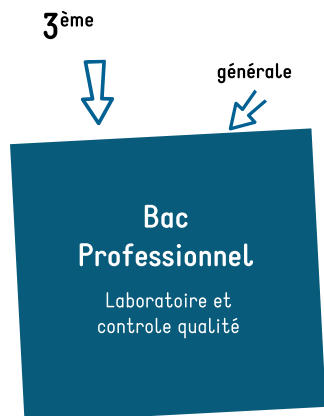 3ème
générale
Bac
Professionnel
Laboratoire et
controle qualité